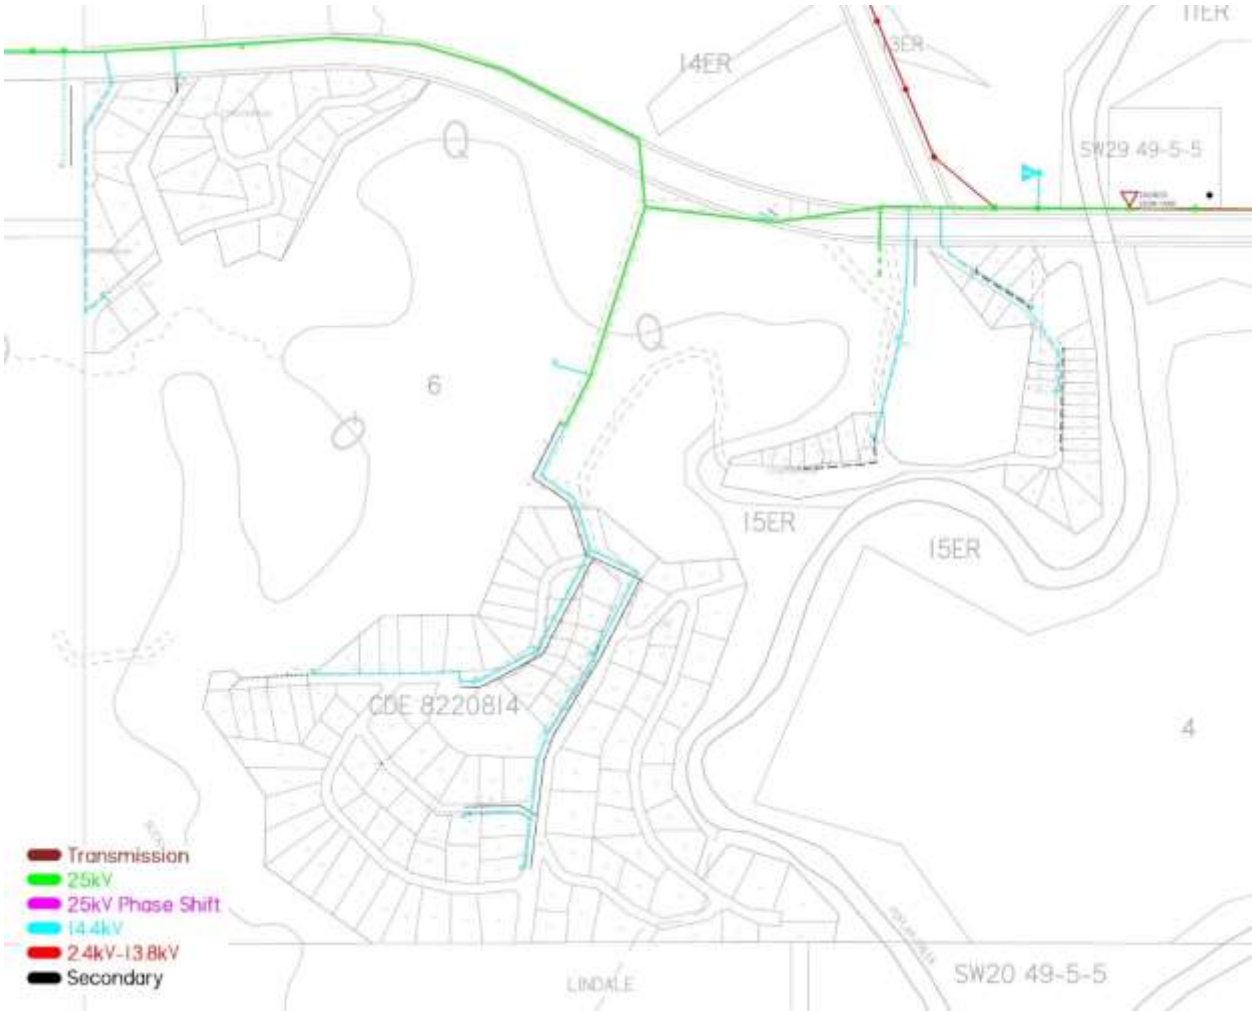 11ER
14ER
13ER
SW29 49-5-5
6
15ER
15ER
CDE 8220814
4
Transmission
25kV
25kV Phase Shift
14.4kV
2.4kV-13.8kV
Secondary
LINDALE
SW20 49-5-5